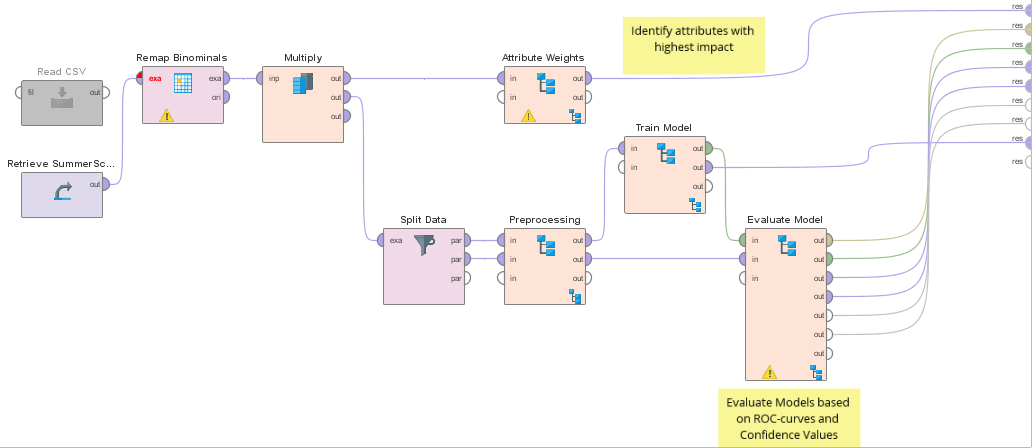 Read CSV
out
Retrieve SummerSc...
out
Remap Binominals
exa
exa
ori
Multiply
inp
out
out
out
Attribute Weights
in
out
in
Identify attributes with
highest impact
Split Data
exa
par
par
par
Preprocessing
in
out
in
out
in
out
Train Model
in
out
in
out
out
Evaluate Model
in
out
in
out
in
out
out
out
out
out
Evaluate Models based
on ROC-curves and
Confidence Values
res
res
res
res
res
res
res
res
res